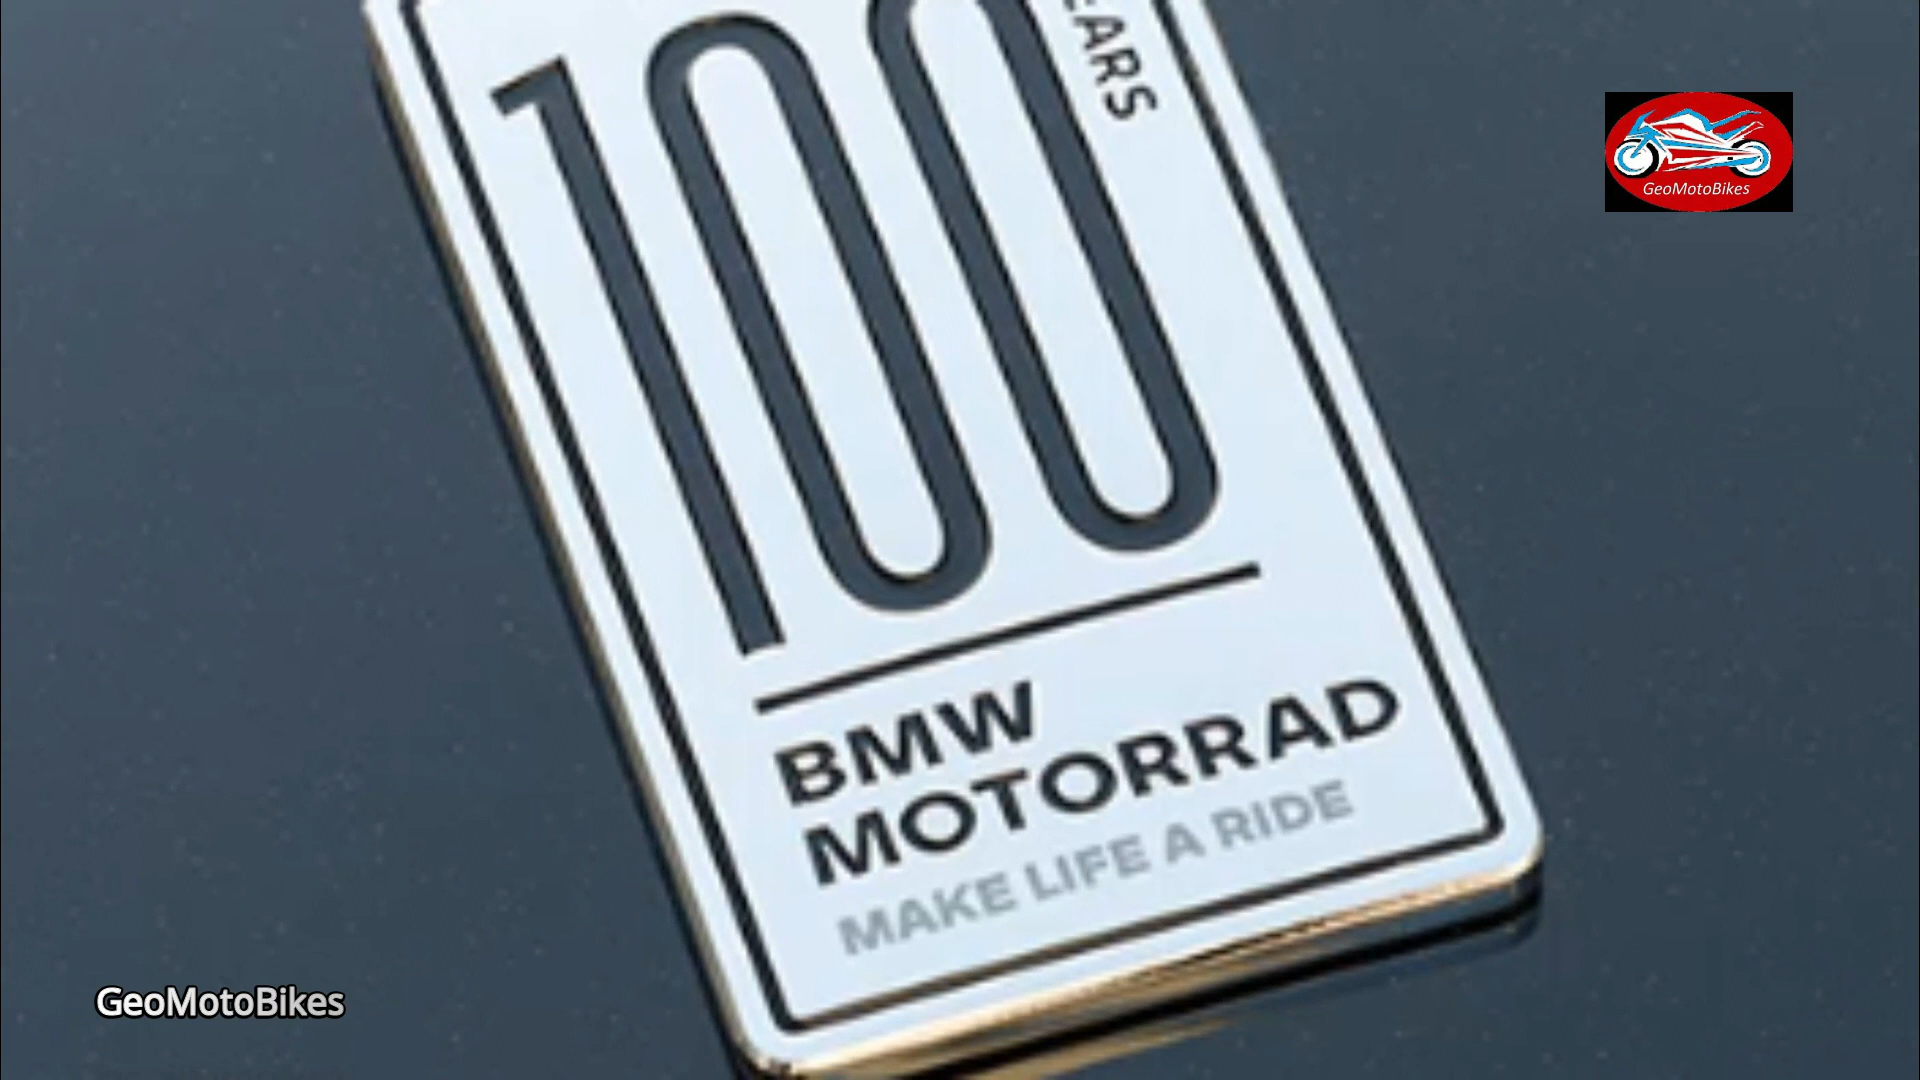 100
EARS
BMW
MOTORRAD
MAKE LIFE A RIDE
GeoMotoBikes
GeoMotoBikes